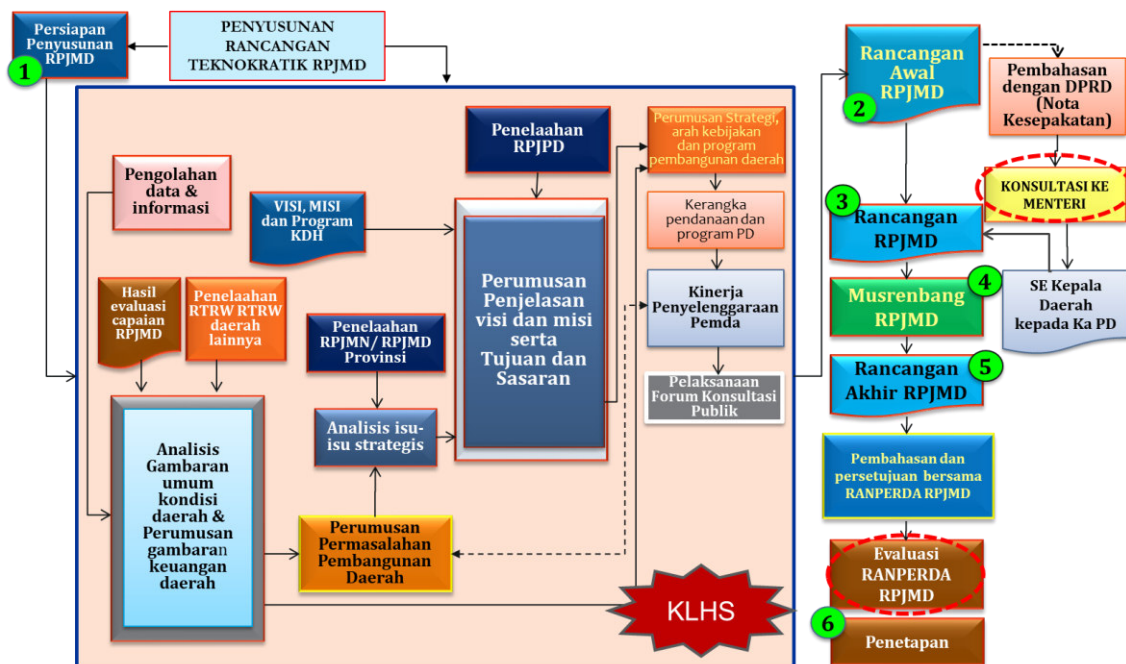 Persiapan
Penyusunan
RPJMD
1
PENYUSUNAN
RANCANGAN
TEKNOKRATIK RPJMD
Pengolahan
data &
informasi
VISI, MISI
dan Program
KDH
Hasil
evaluasi
capaian
RPJMD
Penelaahan
RTRW RTRW
daerah
lainnya
Analisis
Gambaran
umum
kondisi
daerah &
Perumusan
gambaran
keuangan
daerah
Penelaahan
RPJMN/ RPJMD
Provinsi
Analisis isu-
isu strategis
Perumusan
Permasalahan
Pembangunan
Daerah
Penelaahan
RPJPD
Perumusan
Penjelasan
visi dan misi
serta
Tujuan dan
Sasaran
Perumusan Strategi,
arah kebijakan
dan program
pembangunan daerah
Kerangka
pendanaan dan
program PD
Kinerja
Penyelenggaraan
Pemda
Pelaksanaan
Forum Konsultasi
Publik
KLHS
Rancangan
Awal
RPJMD
2
Pembahasan
dengan DPRD
(Nota
Kesepakatan)
KONSULTASI KE
MENTERI
SE Kepala
Daerah
kepada Ka PD
3
Rancangan
RPJMD
Musrenbang
RPJMD
4
Rancangan
Akhir RPJMD
5
Pembahasan dan
persetujuan bersama
RANPERDA RPJMD
Evaluasi
RANPERDA
RPJMD
6
Penetapan